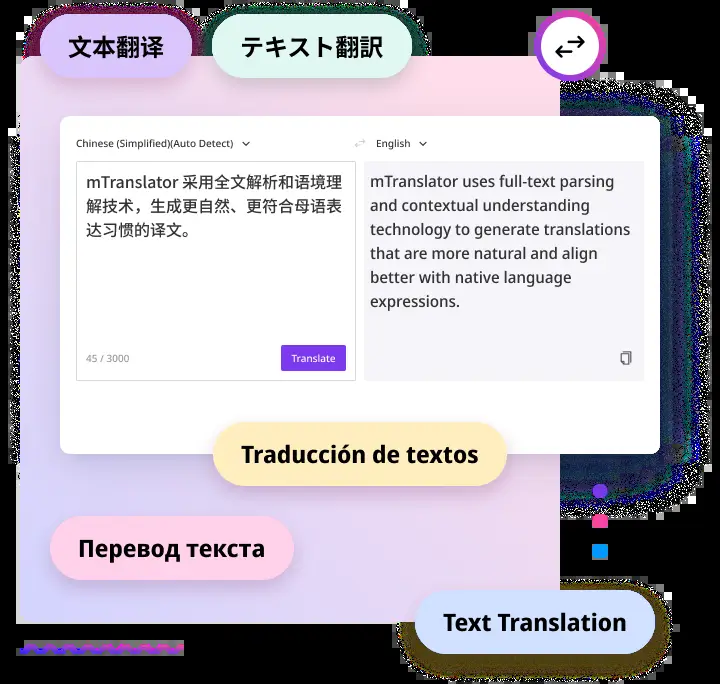 文本翻译
テキスト翻訳
Chinese (Simplified)(Auto Detect)
English
mTranslator 采用全文解析和语境理
解技术，生成更自然、更符合母语表
达习惯的译文。
45 / 3000
Translate
mTranslator uses full-text parsing
and contextual understanding
technology to generate translations
that are more natural and align
better with native language
expressions.
Traducción de textos
Перевод текста
Text Translation